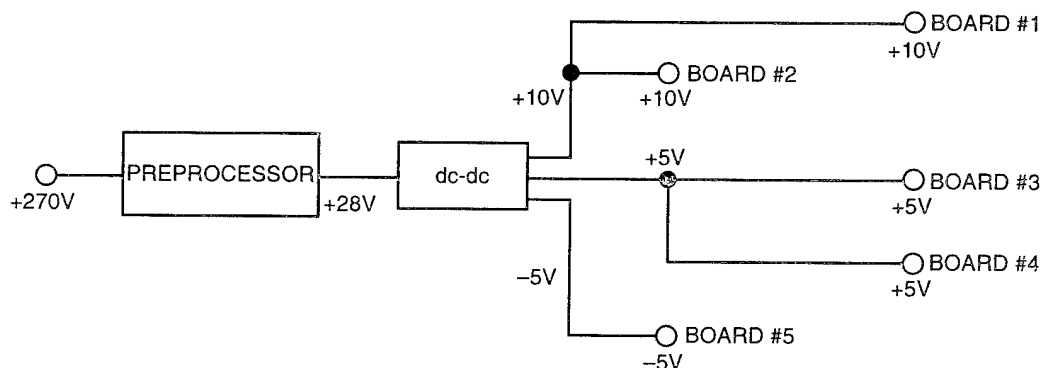 BOARD #1
+10V
BOARD #2
+10V
+10V
PREPROCESSOR
dc-dc
+5V
BOARD #3
+270V
+28V
+5V
BOARD #4
–5V
+5V
BOARD #5
–5V